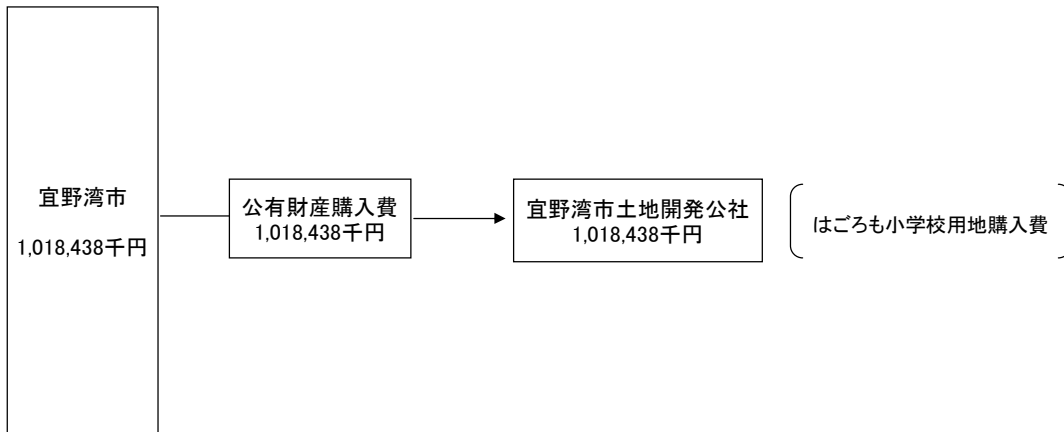 宜野湾市
1,018,438千円
公有財産購入費
1,018,438千円
宜野湾市土地開発公社
1,018,438千円
はごろも小学校用地購入費